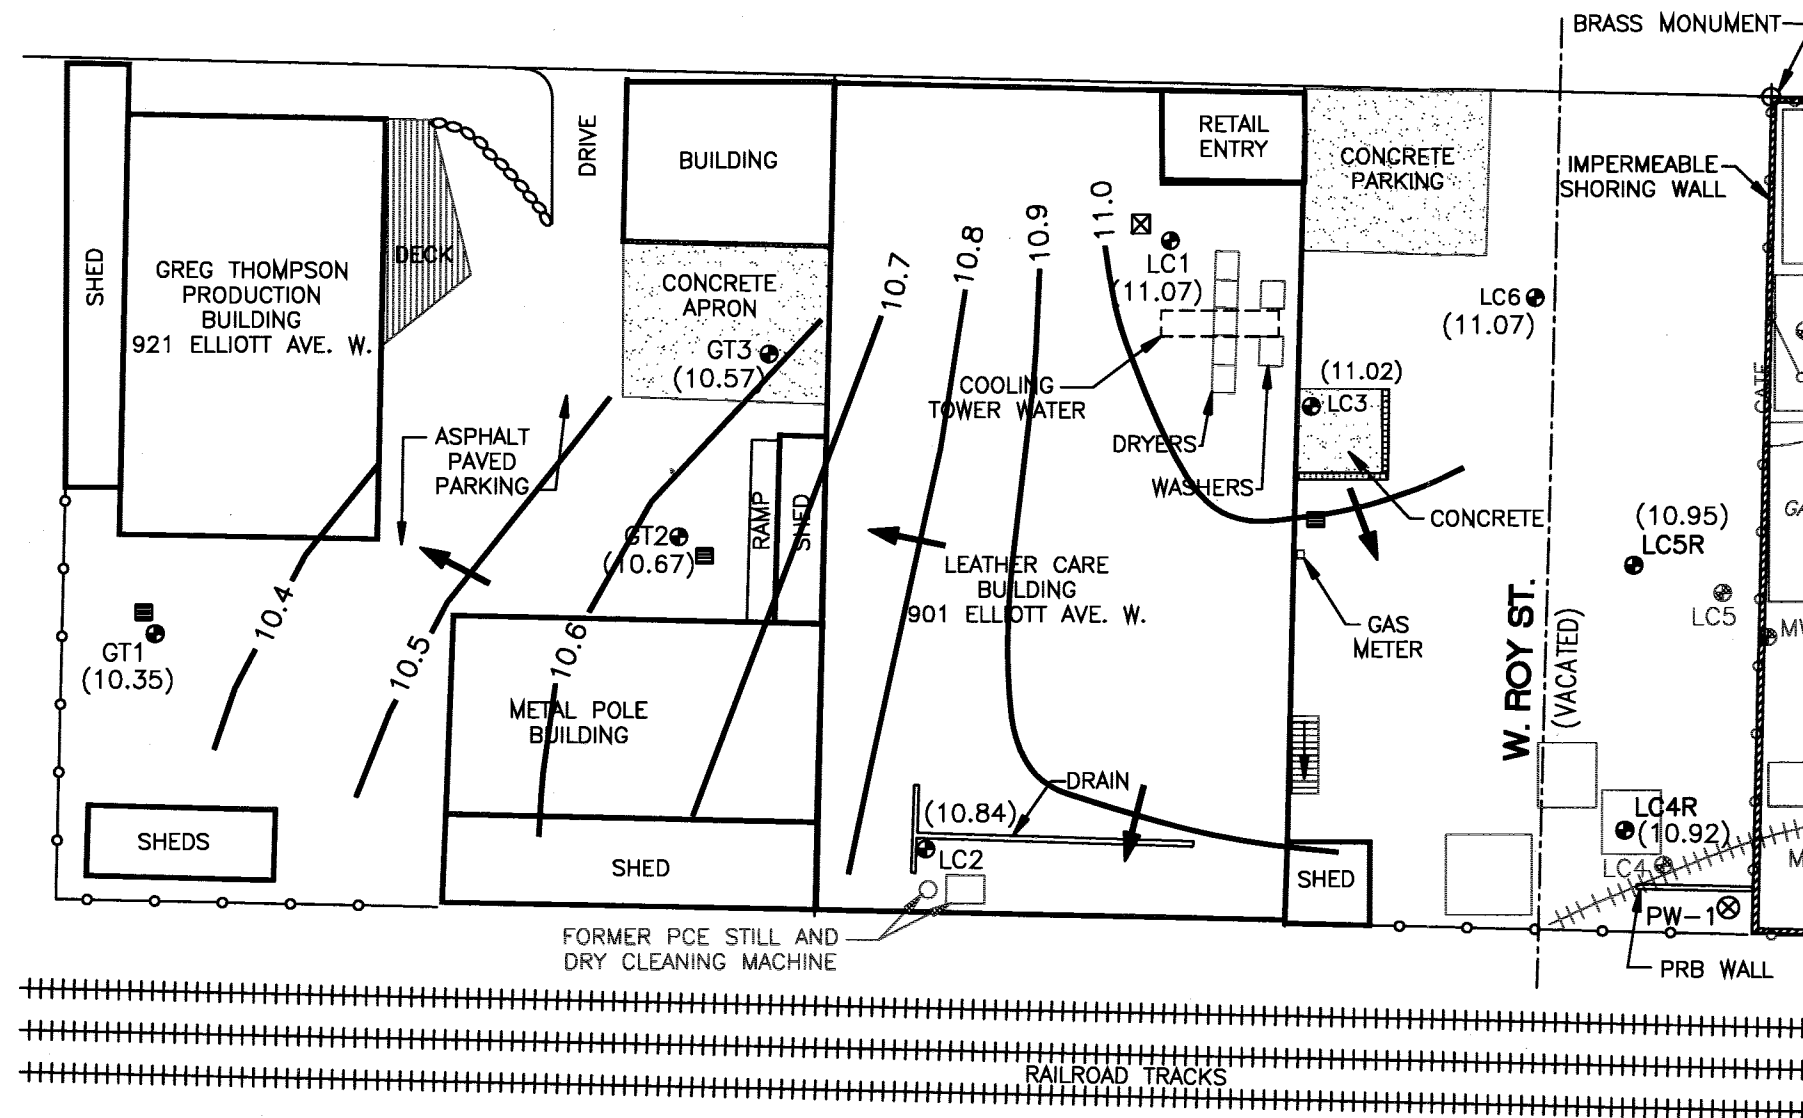 BRASS MONUMENT
SHED
GREG THOMPSON
PRODUCTION
BUILDING
921 ELLIOTT AVE. W.
DECK
DRIVE
BUILDING
CONCRETE
APRON
GT3
(10.57)
RETAIL
ENTRY
CONCRETE
PARKING
IMPERMEABLE
SHORING WALL
10.7
10.8
10.9
11.0
LC1
(11.07)
LC6
(11.07)
COOLING
TOWER WATER
DRYERS
WASHERS
(11.02)
LC3
CONCRETE
GATE
ASPHALT
PAVED
PARKING
GT2
(10.67)
RAMP
SHED
LEATHER CARE
BUILDING
901 ELLIOTT AVE. W.
GAS
METER
(10.95)
LC5R
LC5
W. ROY ST.
(VACATED)
GT1
(10.35)
10.4
10.5
10.6
METAL POLE
BUILDING
DRAIN
(10.84)
LC2
LC4R
(10.92)
LC4
SHEDS
SHED
SHED
PW-1
PRB WALL
FORMER PCE STILL AND
DRY CLEANING MACHINE
RAILROAD TRACKS